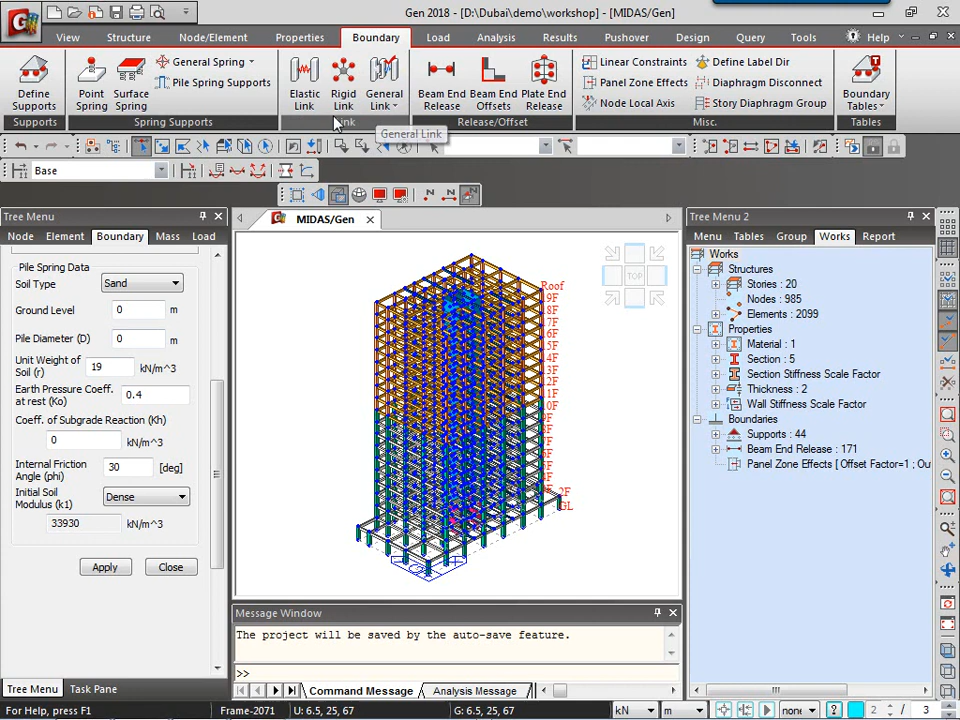 Gen 2018 - [D:\Dubai\demo\workshop] - [MIDAS/Gen]
View Structure Node/Element Properties Boundary Load Analysis Results Pushover Design Query Tools Help
Define Supports
Point Spring
Surface Spring
General Spring
Pile Spring Supports
Elastic Link
Rigid Link
General Link
Beam End Release
Beam End Offsets
Plate End Release
Linear Constraints
Panel Zone Effects
Node Local Axis
Define Label Dir
Diaphragm Disconnect
Story Diaphragm Group
Boundary Tables
Supports Spring Supports Link Release/Offset Misc. Tables
General Link
Base
Tree Menu
Node Element Boundary Mass Load
Pile Spring Data
Soil Type Sand
Ground Level 0 m
Pile Diameter (D) 0 m
Unit Weight of Soil (r) 19 kN/m^3
Earth Pressure Coeff. at rest (Ko) 0.4
Coeff. of Subgrade Reaction (Kh)
0 kN/m^3
Internal Friction Angle (phi) 30 [deg]
Initial Soil Modulus (k1) Dense
33930 kN/m^3
Apply Close
Tree Menu Task Pane
MIDAS/Gen
TOP
Roof
9F
8F
7F
6F
5F
4F
3F
2F
1F
0F
2F
GL
Message Window
The project will be saved by the auto-save feature.
>>
Command Message Analysis Message
Tree Menu 2
Menu Tables Group Works Report
Works
Structures
Stories : 20
Nodes : 985
Elements : 2099
Properties
Material : 1
Section : 5
Section Stiffness Scale Factor
Thickness : 2
Wall Stiffness Scale Factor
Boundaries
Supports : 44
Beam End Release : 171
Panel Zone Effects [ Offset Factor=1 ; Ou
For Help, press F1 Frame-2071 U: 6.5, 25, 67 G: 6.5, 25, 67 kN m none ? 2 / 3